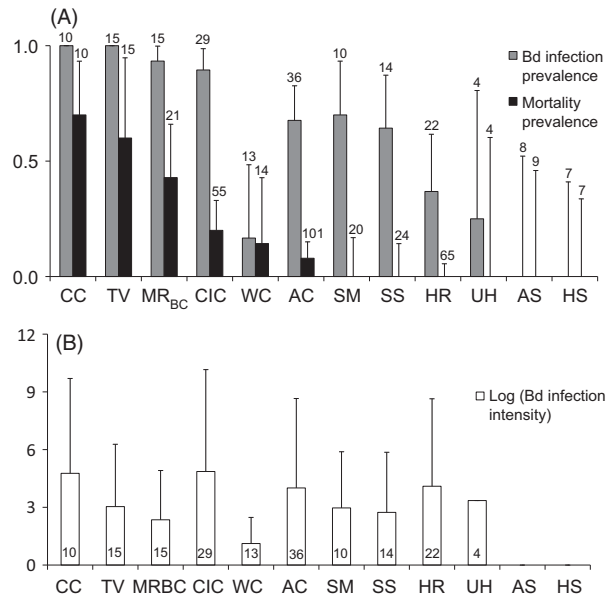 (A)
1.0
0.5
0.0
10 10 15 15 15 21 29 55 13 14 36 101 10 20 14 24 22 65 4 4 8 9 7 7
Bd infection
prevalence
Mortality
prevalence
CC TV MR_BC CIC WC AC SM SS HR UH AS HS
(B)
12
9
6
3
0
Log (Bd infection
intensity)
10 15 15 29 13 36 10 14 22 4
CC TV MRBC CIC WC AC SM SS HR UH AS HS